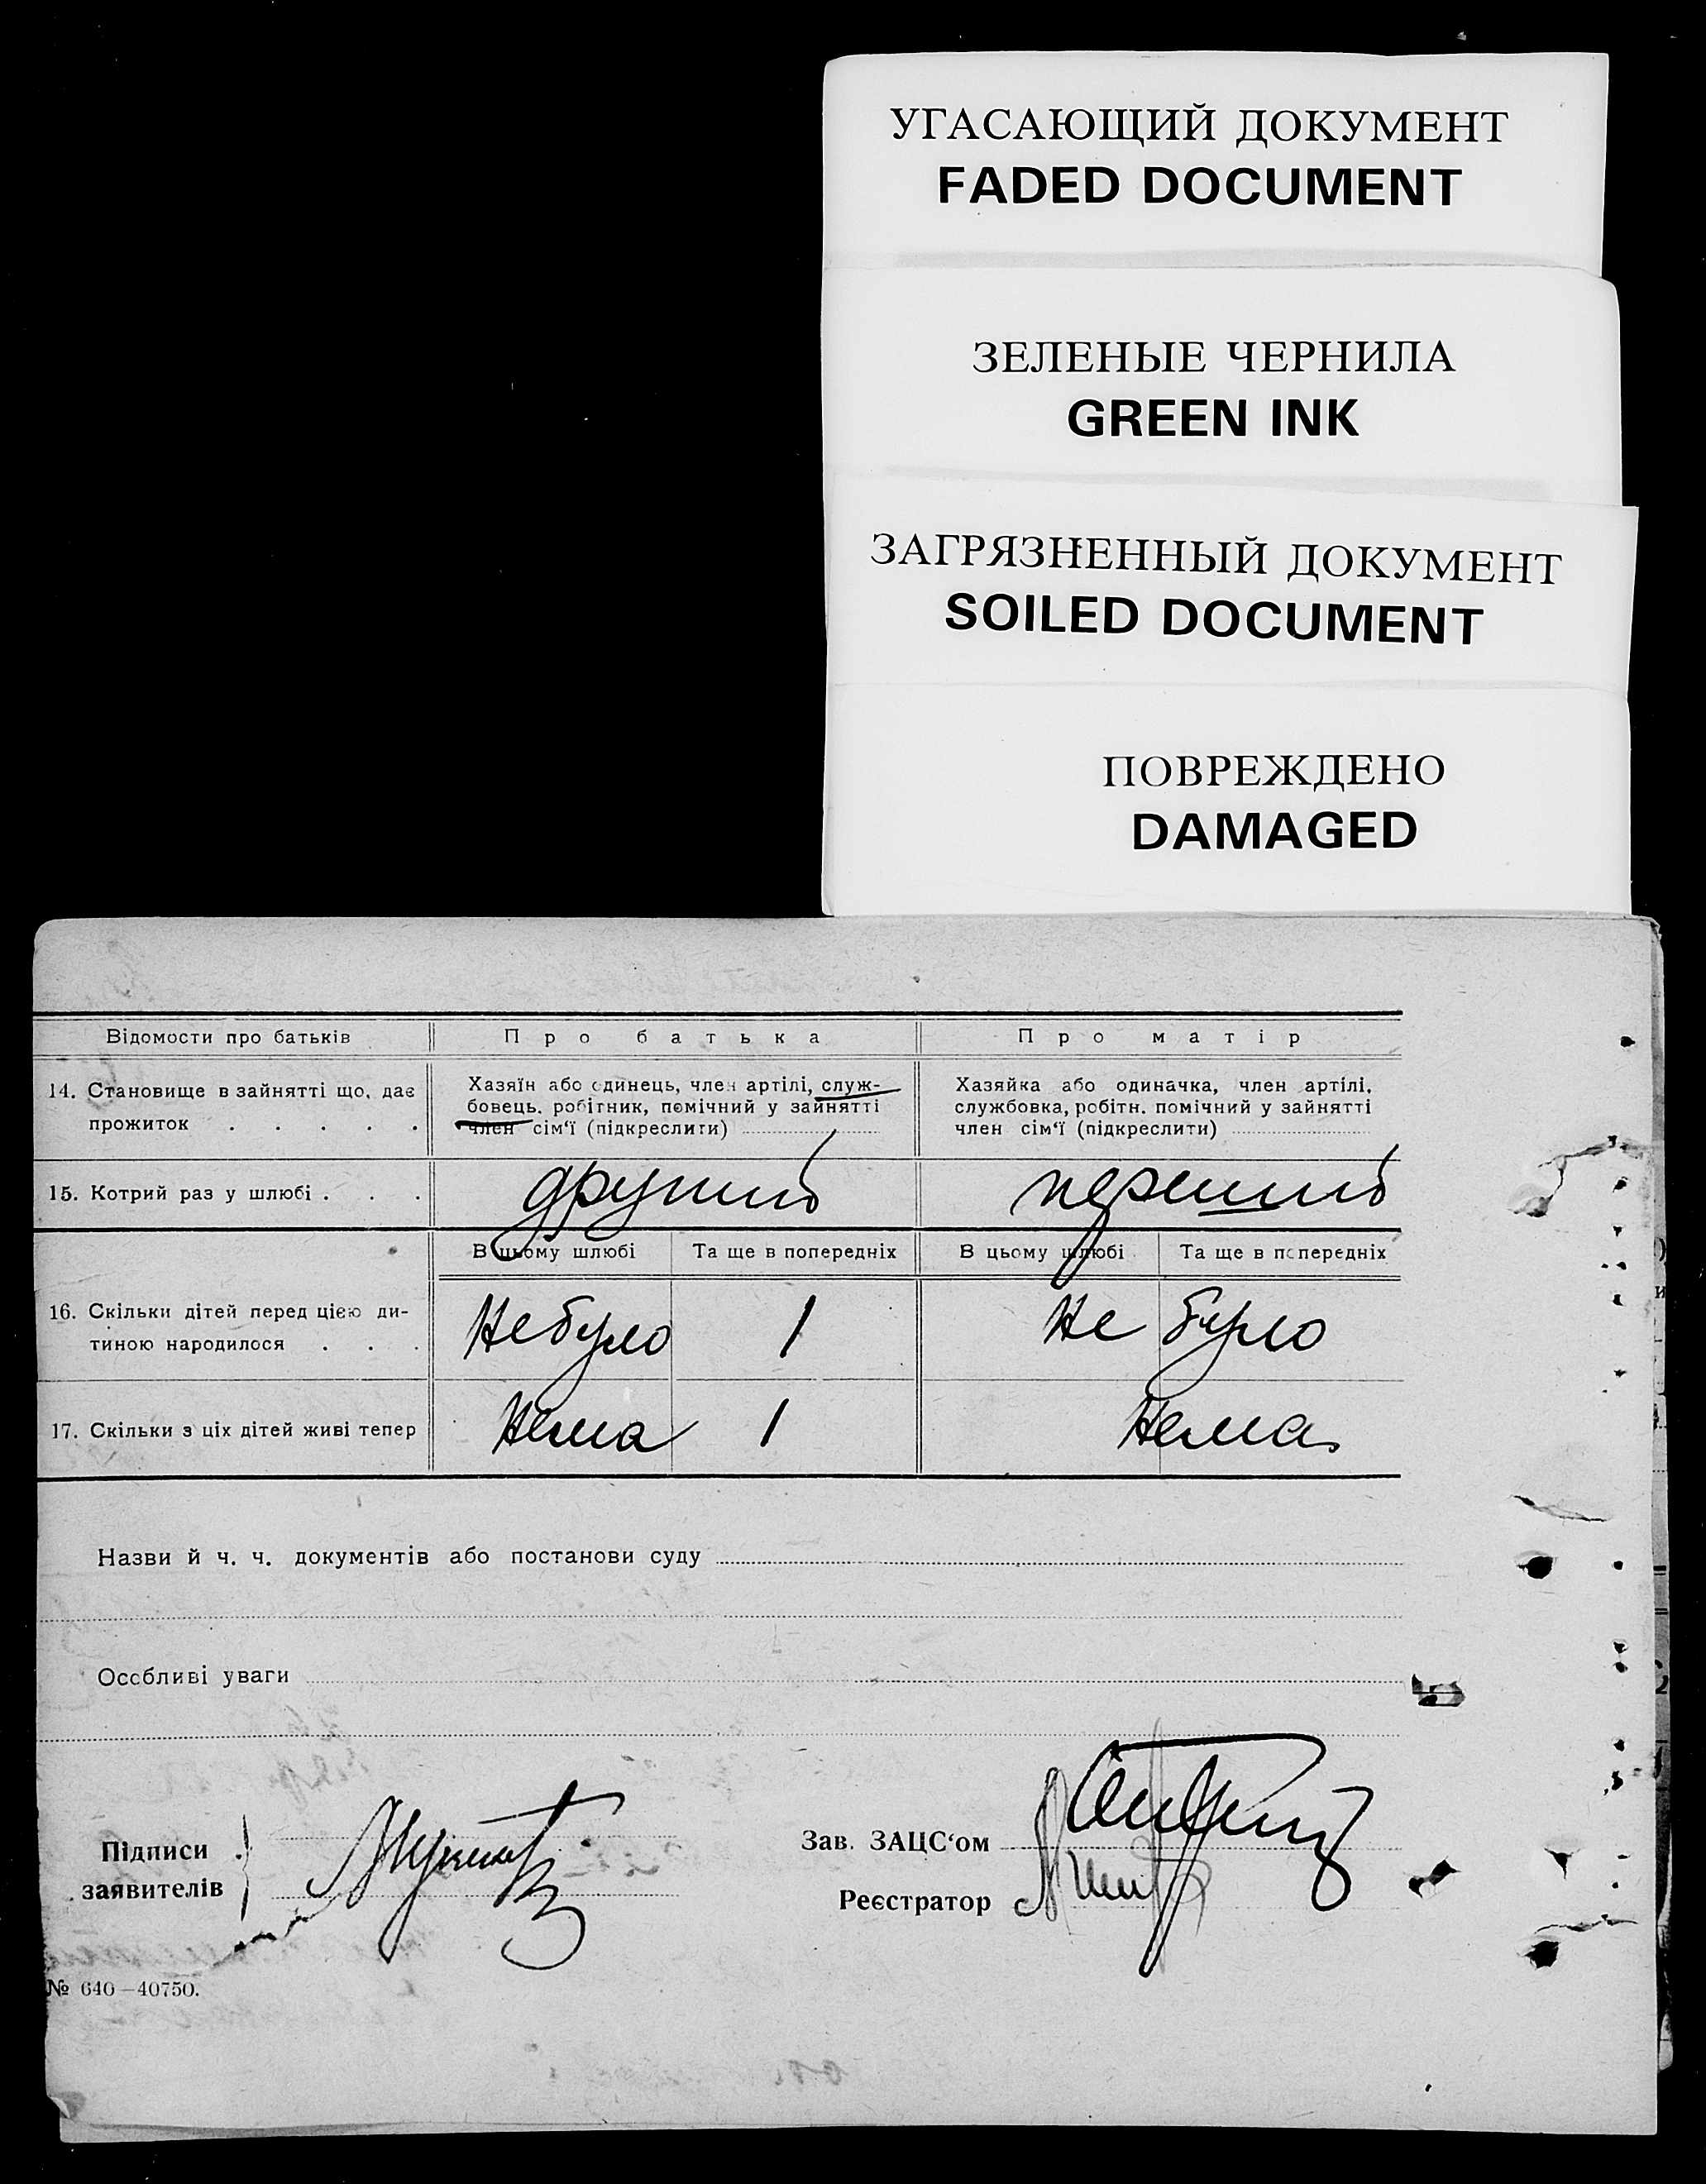 УГАСАЮЩИЙ ДОКУМЕНТ
FADED DOCUMENT
ЗЕЛЕНЫЕ ЧЕРНИЛА
GREEN INK
ЗАГРЯЗНЕННЫЙ ДОКУМЕНТ
SOILED DOCUMENT
ПОВРЕЖДЕНО
DAMAGED
Відомости про батьків Про батька Про матір
14. Становище в зайнятті що, дає
прожиток . . . . .
Хазяїн або одинець, член артілі, служ-
бовець. робітник, помічний у зайнятті
член сім'ї (підкреслити)
Хазяйка або одиначка, член артілі,
службовка, робітн. помічний у зайнятті
член сім'ї (підкреслити)
15. Котрий раз у шлюбі . . . другий перший
В цьому шлюбі Та ще в попередніх В цьому шлюбі Та ще в попередніх
16. Скільки дітей перед цією ди-
тиною народилося . . .
Не було 1 Не було
17. Скільки з ціх дітей живі тепер Нема 1 Нема
Назви й ч. ч. документів або постанови суду
Особливі уваги
Підписи
заявителів
Зав. ЗАЦС'ом
Реєстратор
№ 640—40750.